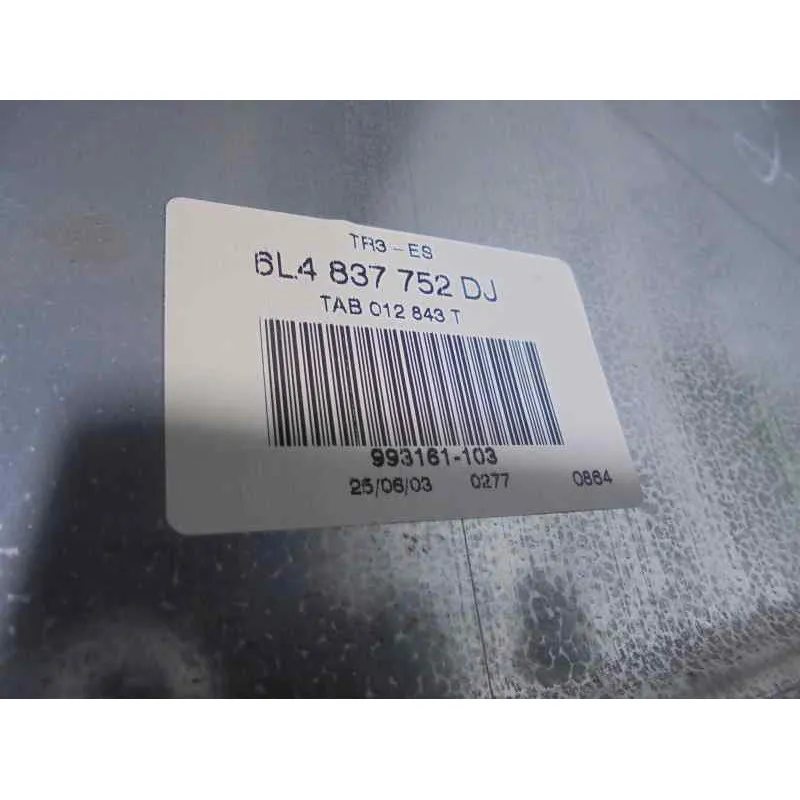 TR3-ES
6L4 837 752 DJ
TAB 012 843 T
993161-103
25/06/03 0277 0864